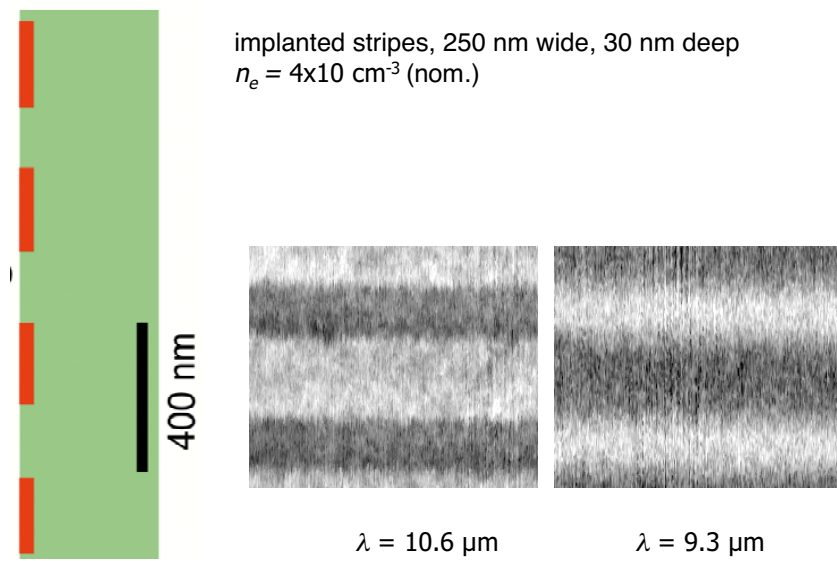 implanted stripes, 250 nm wide, 30 nm deep
nₑ = 4x10 cm⁻³ (nom.)
400 nm
λ = 10.6 µm
λ = 9.3 µm